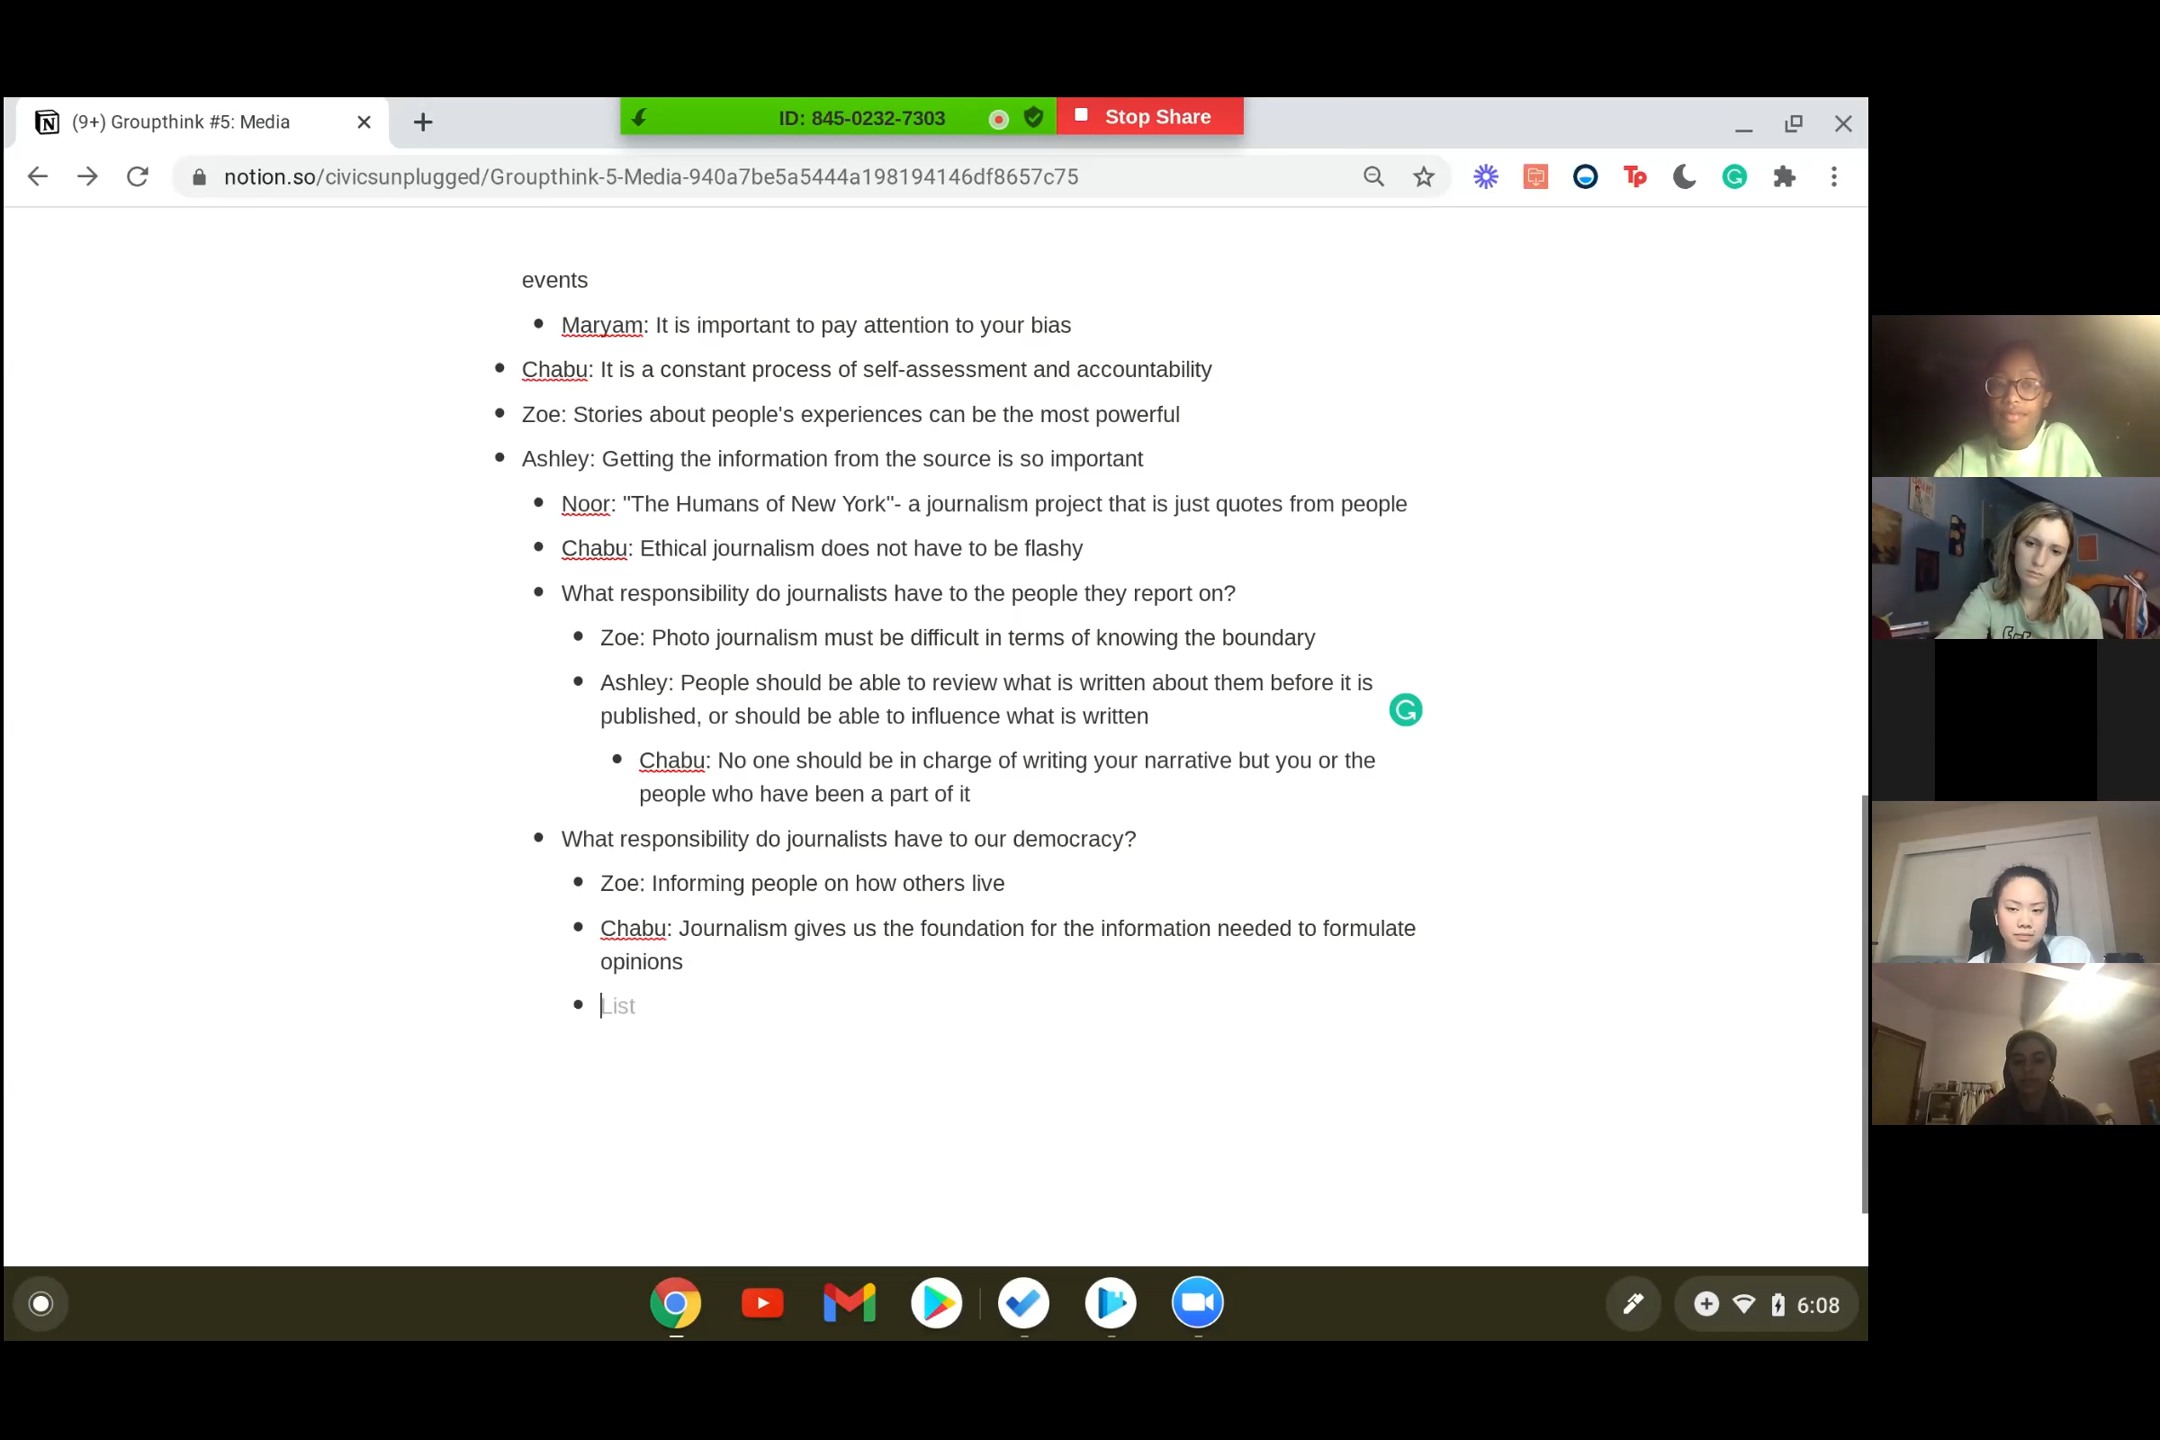 (9+) Groupthink #5: Media
ID: 845-0232-7303
Stop Share
notion.so/civicsunplugged/Groupthink-5-Media-940a7be5a5444a198194146df8657c75
events
Maryam: It is important to pay attention to your bias
Chabu: It is a constant process of self-assessment and accountability
Zoe: Stories about people's experiences can be the most powerful
Ashley: Getting the information from the source is so important
Noor: "The Humans of New York"- a journalism project that is just quotes from people
Chabu: Ethical journalism does not have to be flashy
What responsibility do journalists have to the people they report on?
Zoe: Photo journalism must be difficult in terms of knowing the boundary
Ashley: People should be able to review what is written about them before it is
published, or should be able to influence what is written
Chabu: No one should be in charge of writing your narrative but you or the
people who have been a part of it
What responsibility do journalists have to our democracy?
Zoe: Informing people on how others live
Chabu: Journalism gives us the foundation for the information needed to formulate
opinions
List
6:08